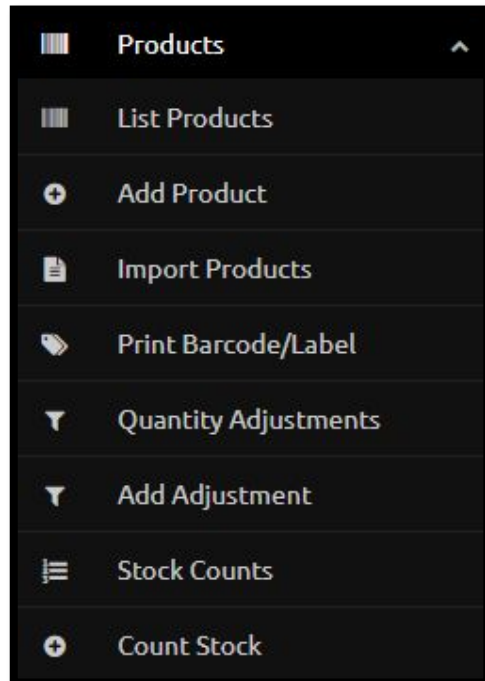 Products
List Products
Add Product
Import Products
Print Barcode/Label
Quantity Adjustments
Add Adjustment
Stock Counts
Count Stock